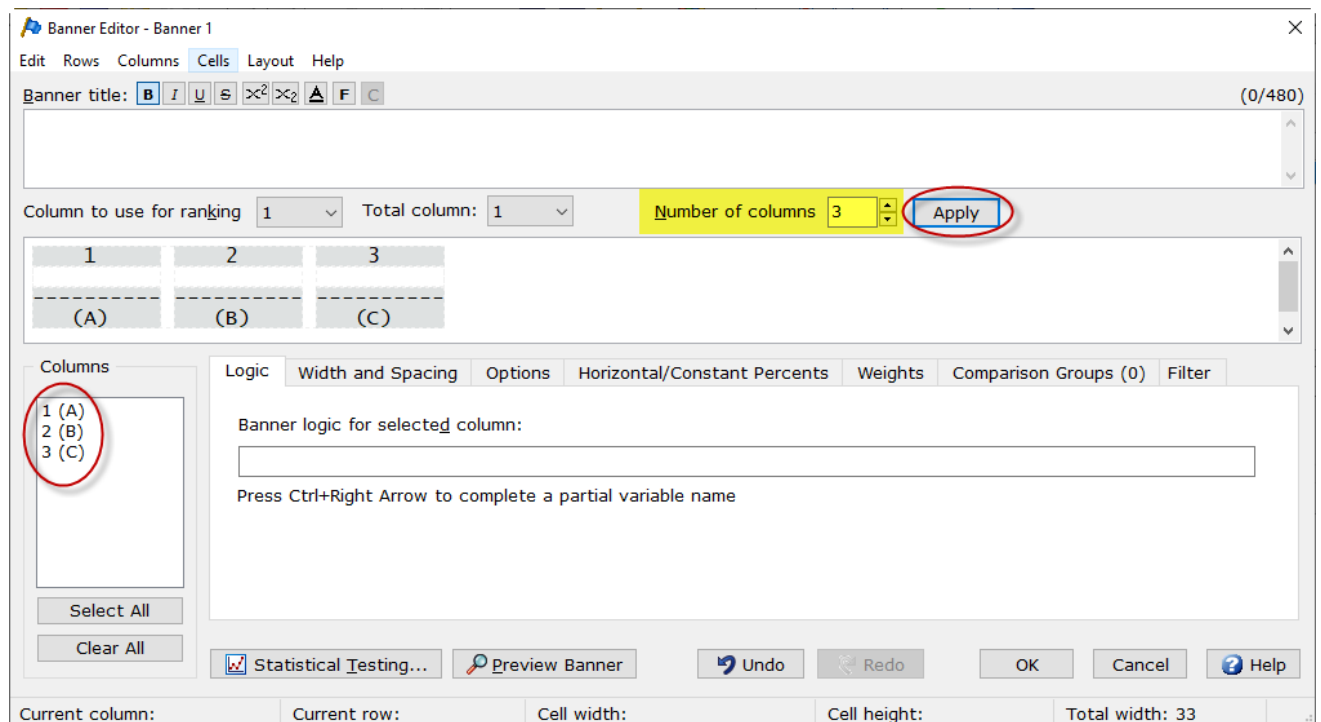 Banner Editor - Banner 1
Edit Rows Columns Cells Layout Help
Banner title: B I U S X² X₂ A F C (0/480)
Column to use for ranking 1 Total column: 1 Number of columns 3 Apply
1 2 3
---------- ---------- ----------
(A) (B) (C)
Columns
1 (A)
2 (B)
3 (C)
Select All
Clear All
Logic Width and Spacing Options Horizontal/Constant Percents Weights Comparison Groups (0) Filter
Banner logic for selected column:
Press Ctrl+Right Arrow to complete a partial variable name
Statistical Testing... Preview Banner Undo Redo OK Cancel Help
Current column: Current row: Cell width: Cell height: Total width: 33